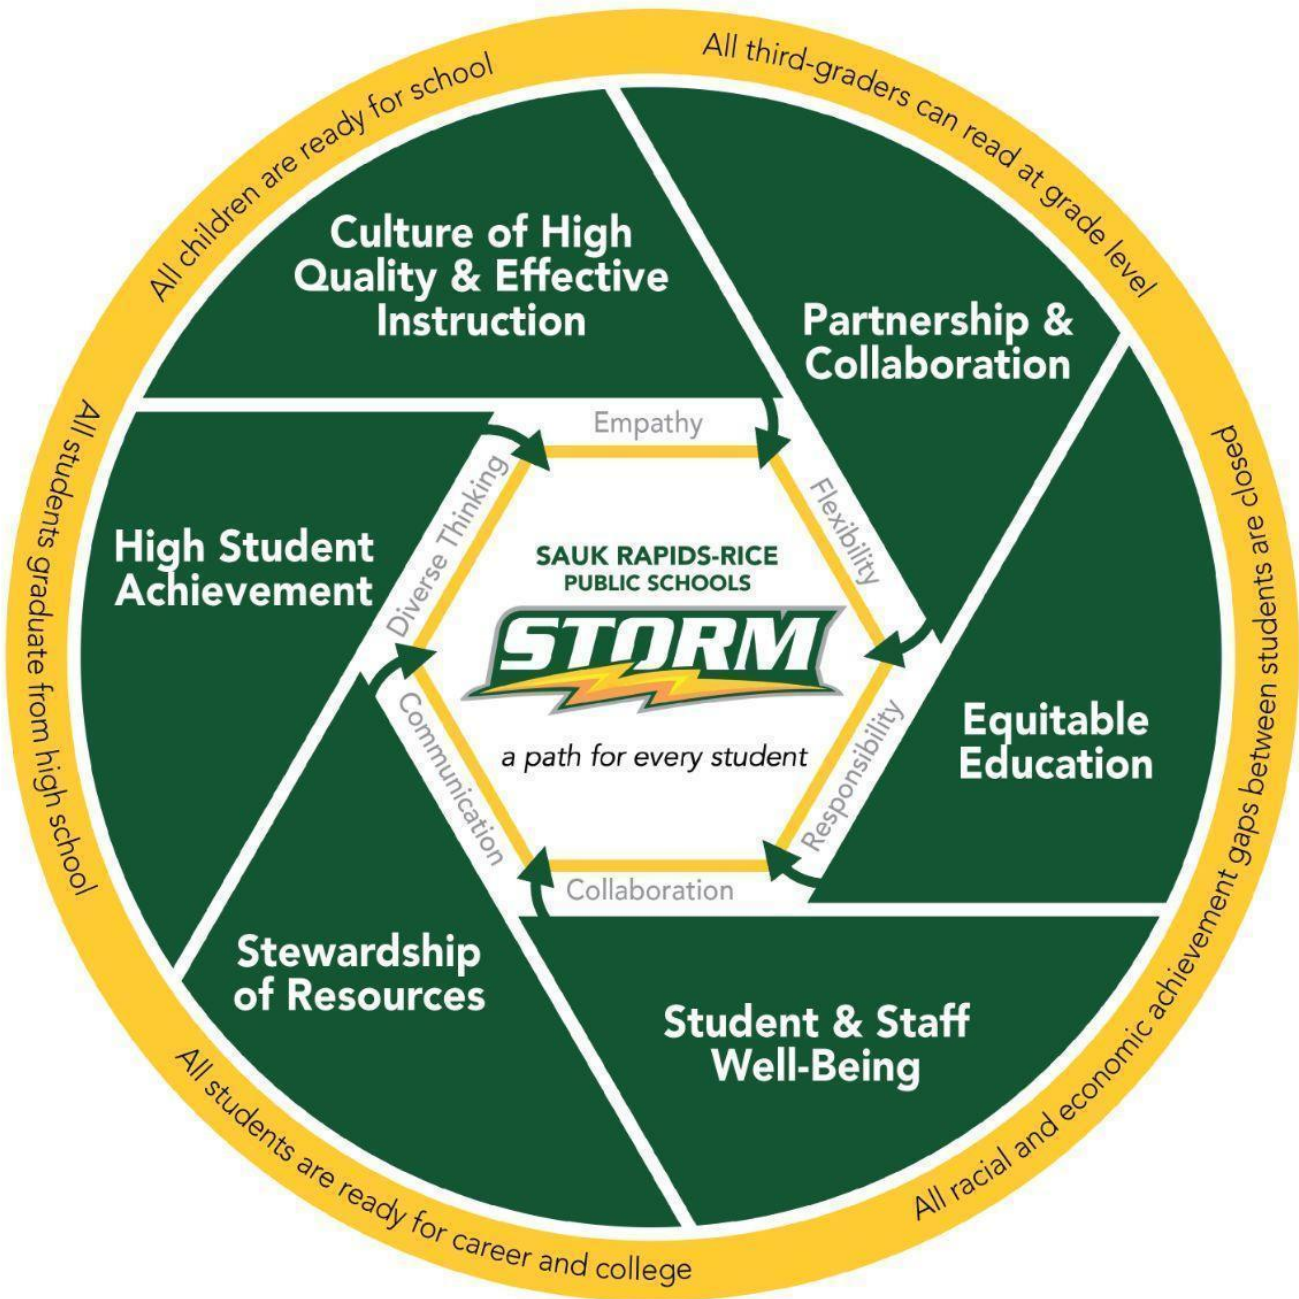 All children are ready for school
All third-graders can read at grade level
All racial and economic achievement gaps between students are closed
All students are ready for career and college
All students graduate from high school
Culture of High
Quality & Effective
Instruction
Partnership &
Collaboration
Equitable
Education
Student & Staff
Well-Being
Stewardship
of Resources
High Student
Achievement
Empathy
Flexibility
Responsibility
Collaboration
Communication
Diverse Thinking
SAUK RAPIDS-RICE
PUBLIC SCHOOLS
STORM
a path for every student